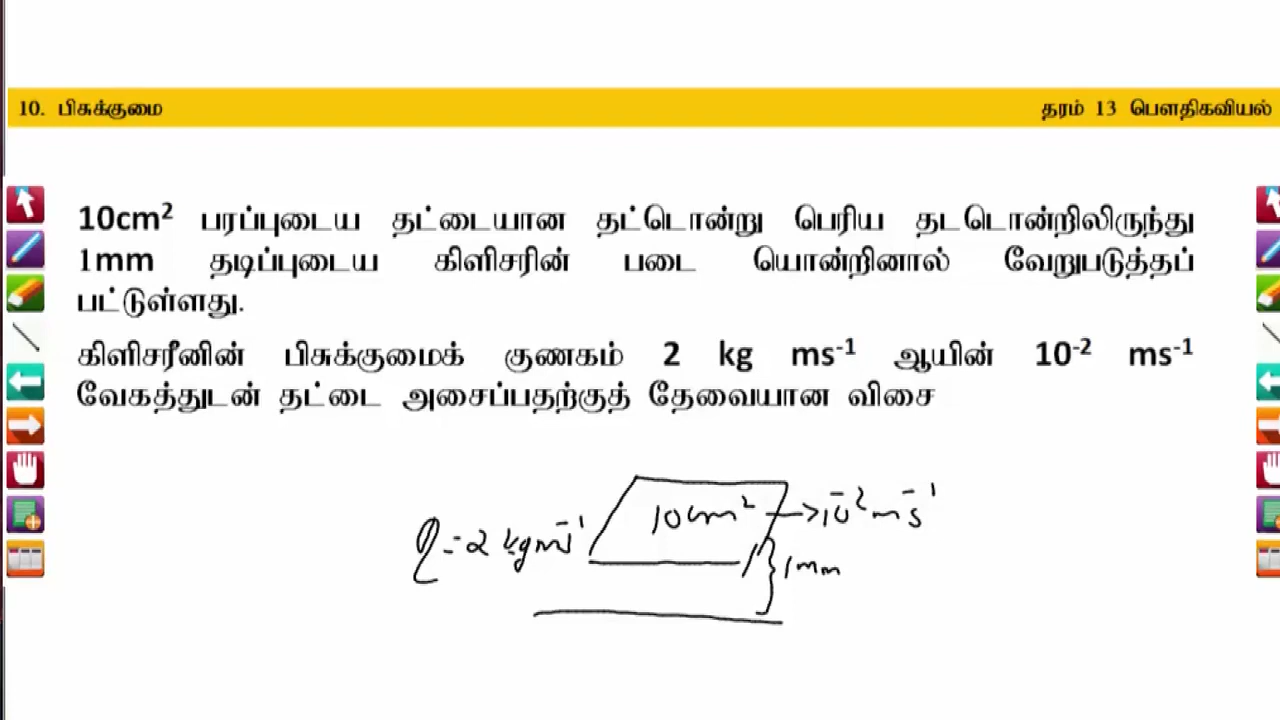 10. பிசுக்குமை
தரம் 13 பௌதிகவியல்
10cm² பரப்புடைய தட்டையான தட்டொன்று பெரிய தடடொன்றிலிருந்து
1mm தடிப்புடைய கிளிசரின் படை யொன்றினால் வேறுபடுத்தப்
பட்டுள்ளது.
கிளிசரீனின் பிசுக்குமைக் குணகம் 2 kg ms⁻¹ ஆயின் 10⁻² ms⁻¹
வேகத்துடன் தட்டை அசைப்பதற்குத் தேவையான விசை
10cm² → 10⁻² ms⁻¹
η = 2 kgms⁻¹
1mm